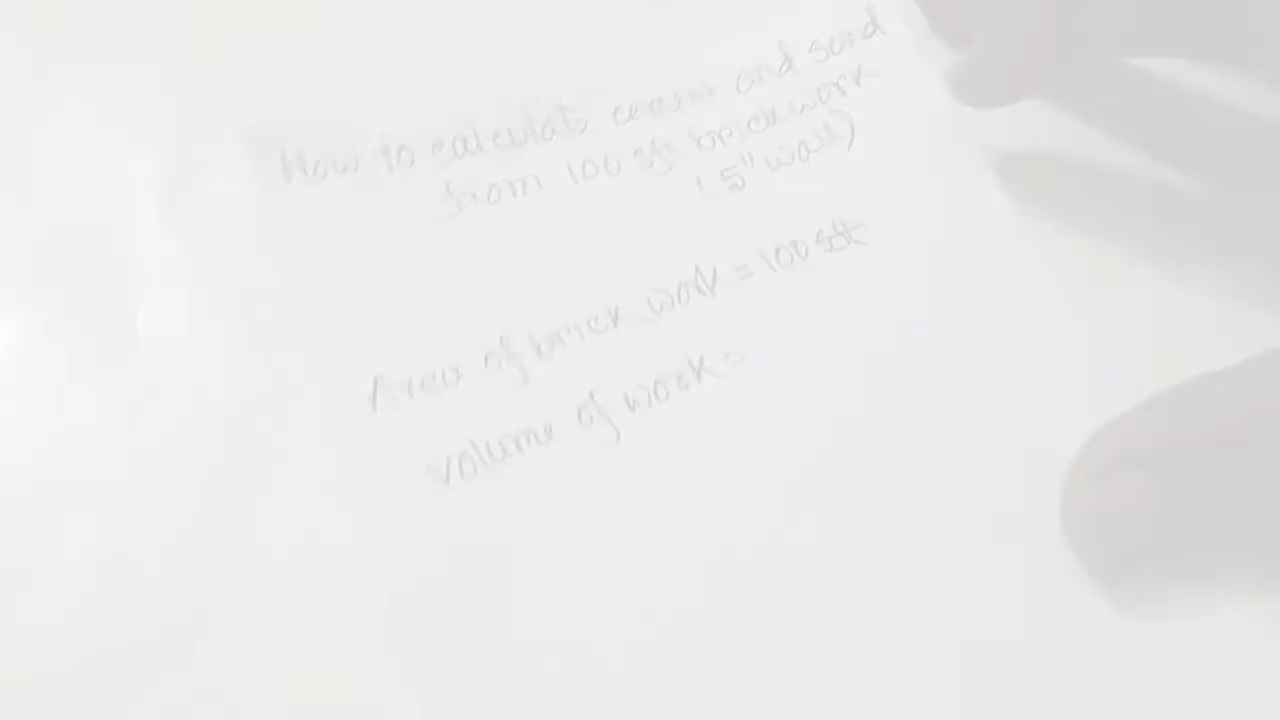 How to calculate cement and sand
from 100 sft brickwork
(5" wall)
Area of brick work = 100 sft
volume of work =